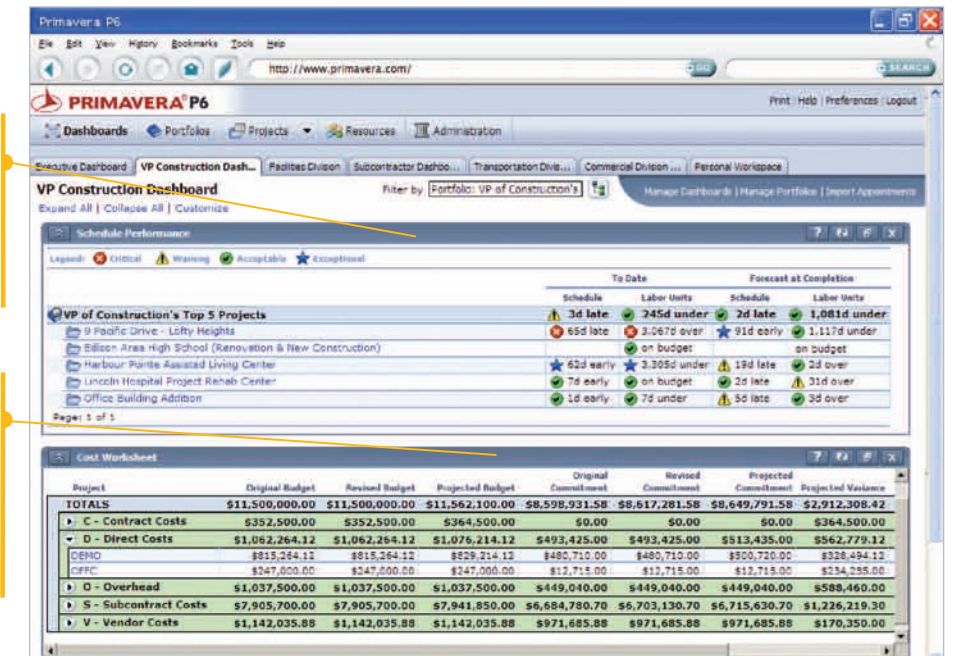 Primavera P6
File Edit View History Bookmarks Tools Help
http://www.primavera.com/ GO SEARCH
PRIMAVERA® P6 Print Help Preferences Logout
Dashboards Portfolios Projects Resources Administration
Executive Dashboard VP Construction Dash... Facilities Division Subcontractor Dashbo... Transportation Divis... Commercial Division ... Personal Workspace
VP Construction Dashboard Filter by Portfolio: VP of Construction's Manage Dashboards | Manage Portfolios | Import Appointments
Expand All | Collapse All | Customize
Schedule Performance
Legend: Critical Warning Acceptable Exceptional
To Date Forecast at Completion
Schedule Labor Units Schedule Labor Units
VP of Construction's Top 5 Projects 3d late 245d under 2d late 1,081d under
9 Pacific Drive - Lofty Heights 65d late 3,067d over 91d early 1,117d under
Edison Area High School (Renovation & New Construction) on budget on budget
Harbour Pointe Assisted Living Center 62d early 3,305d under 19d late 2d over
Lincoln Hospital Project Rehab Center 7d early on budget 2d late 31d over
Office Building Addition 1d early 7d under 5d late 3d over
Page: 1 of 1
Cost Worksheet
Project Original Budget Revised Budget Projected Budget Original Commitment Revised Commitment Projected Commitment Projected Variance
TOTALS $11,500,000.00 $11,500,000.00 $11,562,100.00 $8,598,931.58 $8,617,281.58 $8,649,791.58 $2,912,308.42
C - Contract Costs $352,500.00 $352,500.00 $364,500.00 $0.00 $0.00 $0.00 $364,500.00
D - Direct Costs $1,062,264.12 $1,062,264.12 $1,076,214.12 $493,425.00 $493,425.00 $513,435.00 $562,779.12
DEMO $815,264.12 $815,264.12 $829,214.12 $480,710.00 $480,710.00 $500,720.00 $328,494.12
OFFC $247,000.00 $247,000.00 $247,000.00 $12,715.00 $12,715.00 $12,715.00 $234,285.00
O - Overhead $1,037,500.00 $1,037,500.00 $1,037,500.00 $449,040.00 $449,040.00 $449,040.00 $588,460.00
S - Subcontract Costs $7,905,700.00 $7,905,700.00 $7,941,850.00 $6,684,780.70 $6,703,130.70 $6,715,630.70 $1,226,219.30
V - Vendor Costs $1,142,035.88 $1,142,035.88 $1,142,035.88 $971,685.88 $971,685.88 $971,685.88 $170,350.00